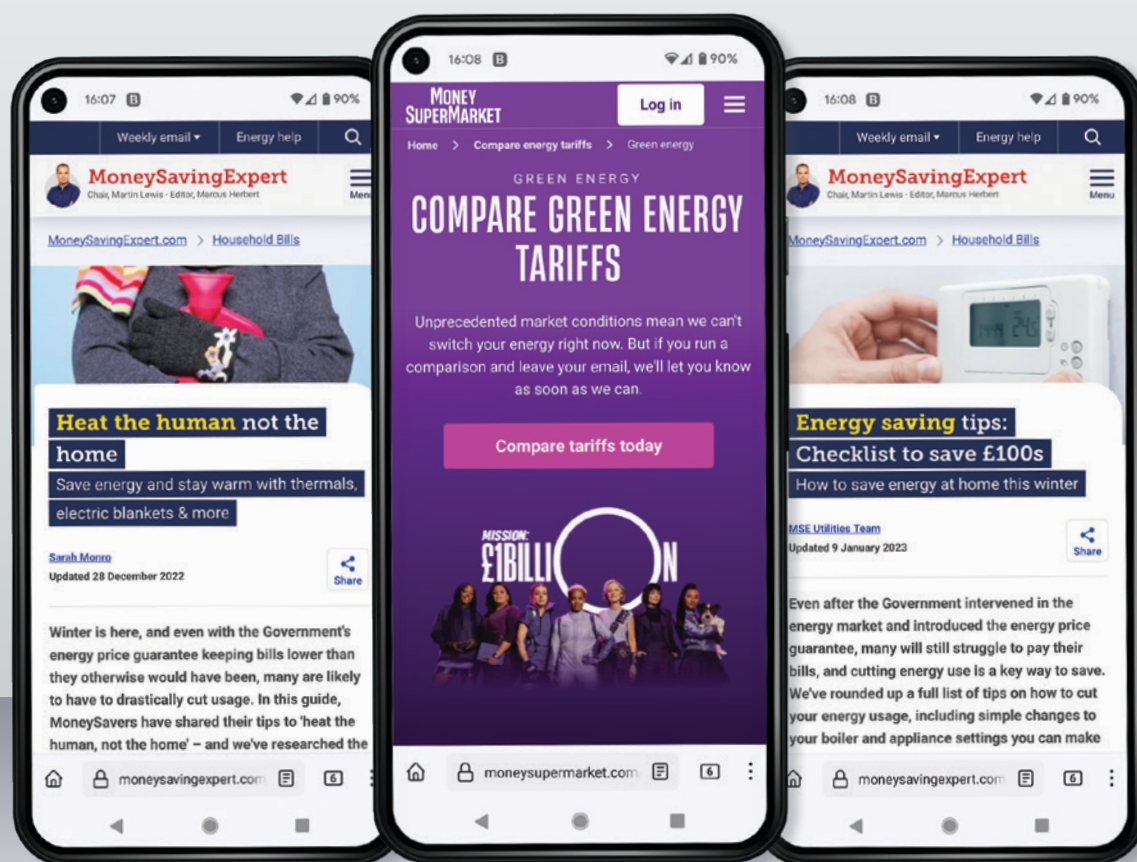 16:07 B 90%
Weekly email Energy help
MoneySavingExpert
Chair, Martin Lewis - Editor, Marcus Herbert
Menu
MoneySavingExpert.com > Household Bills
Heat the human not the
home
Save energy and stay warm with thermals,
electric blankets & more
Sarah Monro
Updated 28 December 2022
Share
Winter is here, and even with the Government's
energy price guarantee keeping bills lower than
they otherwise would have been, many are likely
to have to drastically cut usage. In this guide,
MoneySavers have shared their tips to 'heat the
human, not the home' – and we've researched the
moneysavingexpert.com 6
16:08 B 90%
MONEY
SUPERMARKET
Log in
Home > Compare energy tariffs > Green energy
GREEN ENERGY
COMPARE GREEN ENERGY
TARIFFS
Unprecedented market conditions mean we can't
switch your energy right now. But if you run a
comparison and leave your email, we'll let you know
as soon as we can.
Compare tariffs today
MISSION:
£1BILLION
moneysupermarket.com 6
16:08 B 90%
Weekly email Energy help
MoneySavingExpert
Chair, Martin Lewis - Editor, Marcus Herbert
Menu
MoneySavingExpert.com > Household Bills
Energy saving tips:
Checklist to save £100s
How to save energy at home this winter
MSE Utilities Team
Updated 9 January 2023
Share
Even after the Government intervened in the
energy market and introduced the energy price
guarantee, many will still struggle to pay their
bills, and cutting energy use is a key way to save.
We've rounded up a full list of tips on how to cut
your energy usage, including simple changes to
your boiler and appliance settings you can make
moneysavingexpert.com 6